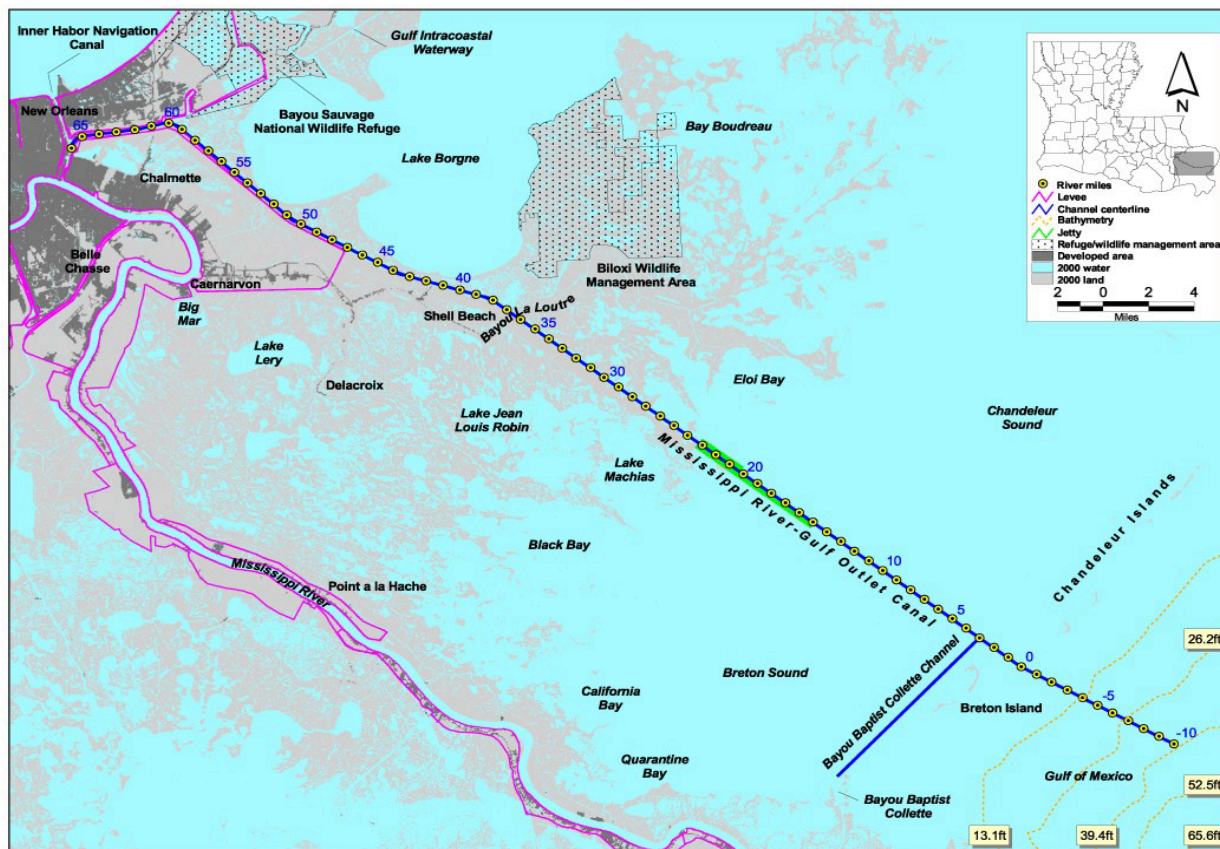 Inner Habor Navigation
Canal
Gulf Intracoastal
Waterway
New Orleans
65
60
Bayou Sauvage
National Wildlife Refuge
Bay Boudreau
Lake Borgne
55
Chalmette
50
Belle
Chasse
45
Caernarvon
40
Biloxi Wildlife
Management Area
Big
Mar
Shell Beach
Bayou La Loutre
35
Lake
Lery
Delacroix
30
Eloi Bay
Lake Jean
Louis Robin
Chandeleur
Sound
Lake
Machias
20
Mississippi River-Gulf Outlet Canal
Chandeleur Islands
Black Bay
10
Mississippi River
Point a la Hache
5
0
Bayou Baptist Collette Channel
Breton Sound
-5
California
Bay
Breton Island
-10
Quarantine
Bay
Gulf of Mexico
Bayou Baptist
Collette
26.2ft
52.5ft
13.1ft
39.4ft
65.6ft
N
River miles
Levee
Channel centerline
Bathymetry
Jetty
Refuge/wildlife management area
Developed area
2000 water
2000 land
2 0 2 4
Miles